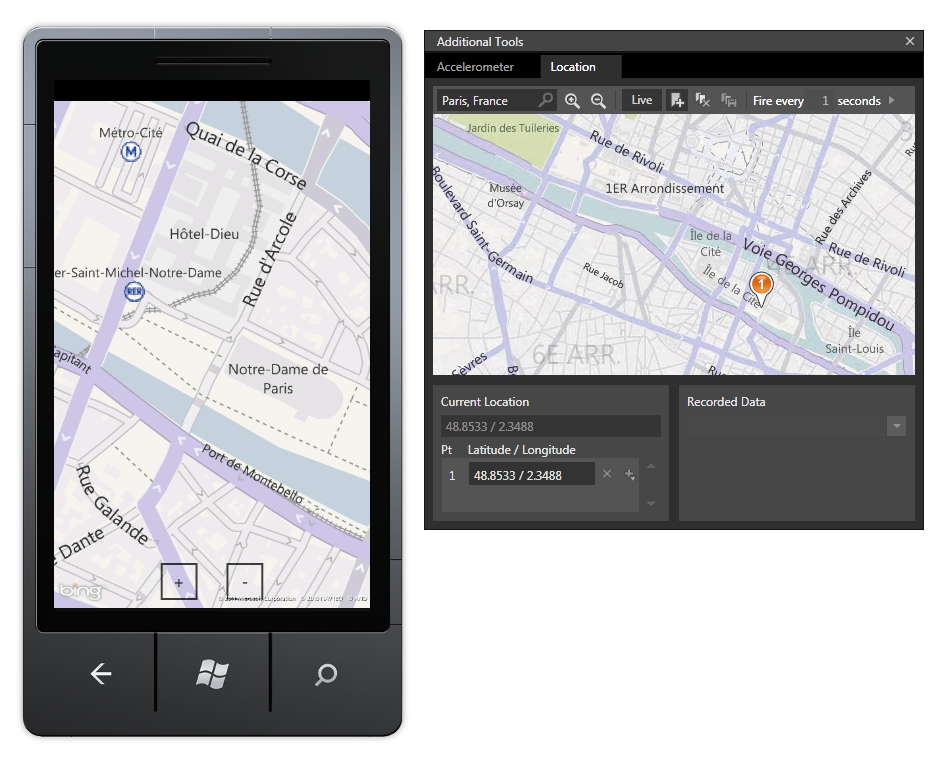 Métro-Cité
M
Quai de la Corse
Hôtel-Dieu
Rue d'Arcole
er-Saint-Michel-Notre-Dame
RER
Notre-Dame de
Paris
apitant
Port de Montebello
Rue Galande
e Dante
+
-
bing
Additional Tools
Accelerometer
Location
Paris, France
Live
Fire every 1 seconds
Jardin des Tuileries
Rue de Rivoli
3
Ru
Musée
d'Orsay
1ER Arrondissement
Rue des Archives
Boulevard Saint-Germain
Île de la
Cité
Voie Georges Pompidou
Rue de Rivoli
Rue Jacob
Île de la Cité
ARR.
RR.
1
Île
Saint-Louis
6E ARR.
Sèvres
B
Ru
Current Location
48.8533 / 2.3488
Pt Latitude / Longitude
1 48.8533 / 2.3488
Recorded Data